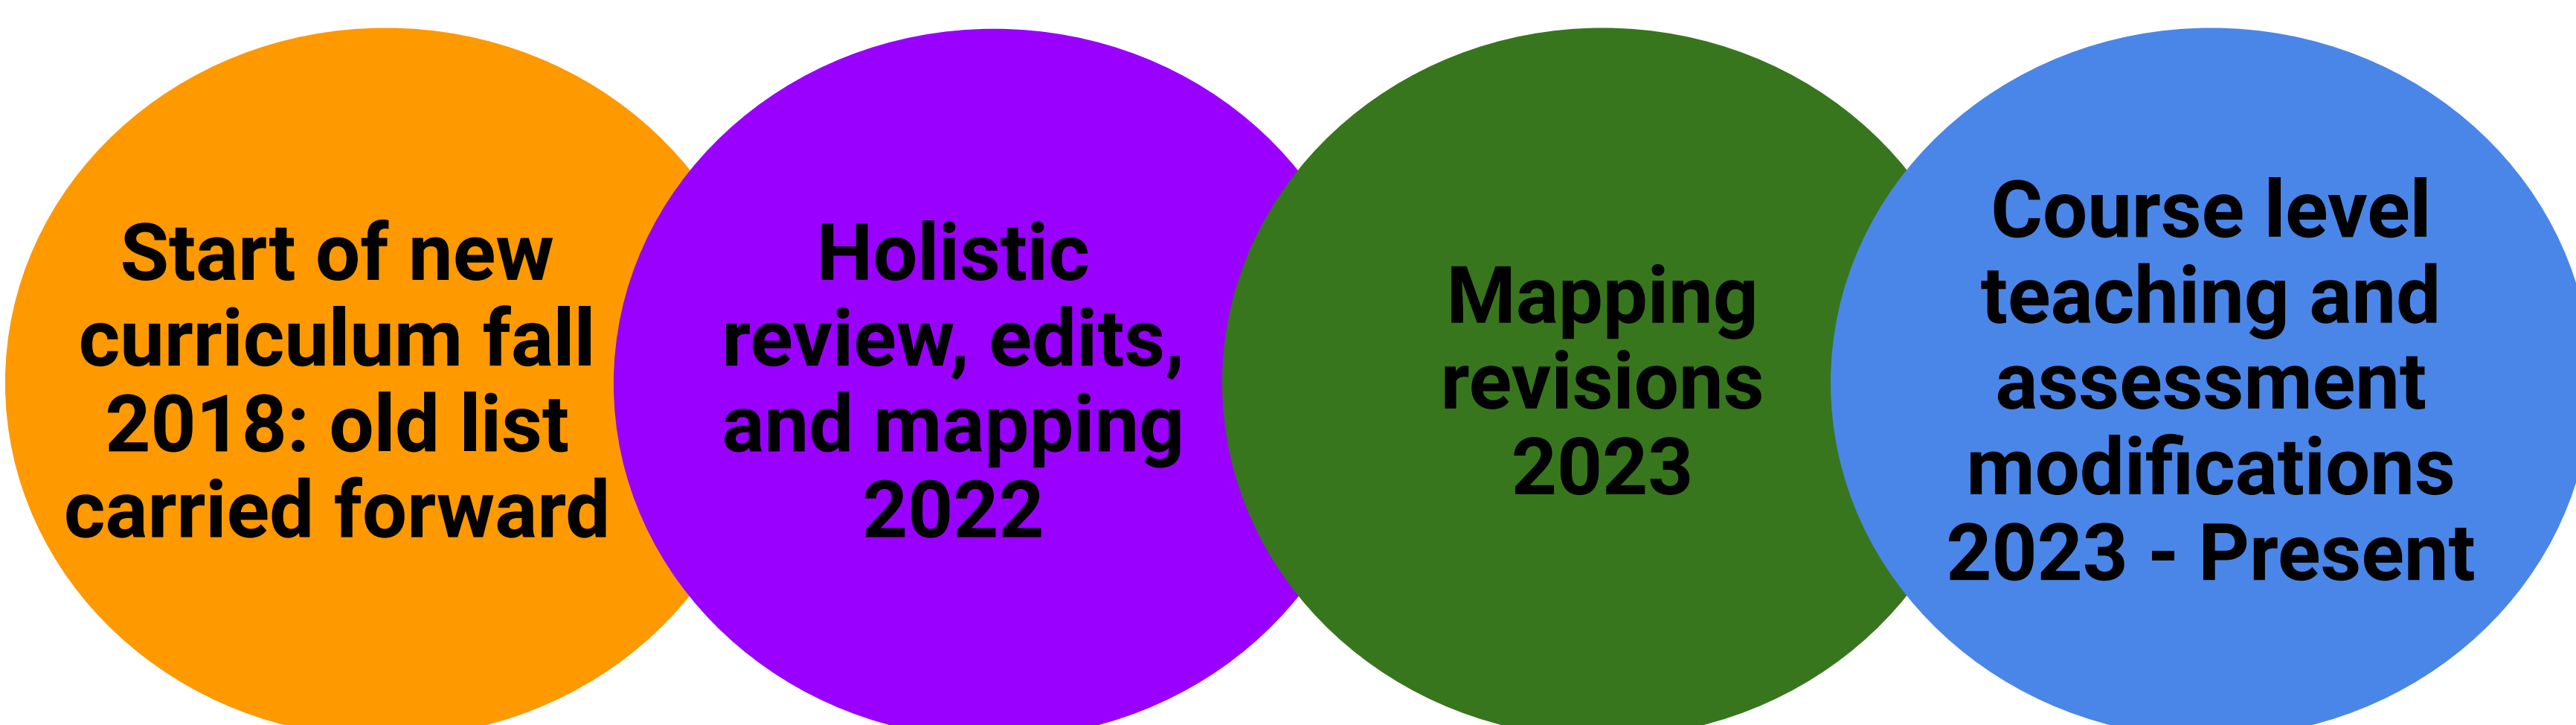 Start of new
curriculum fall
2018: old list
carried forward
Holistic
review, edits,
and mapping
2022
Mapping
revisions
2023
Course level
teaching and
assessment
modifications
2023 - Present